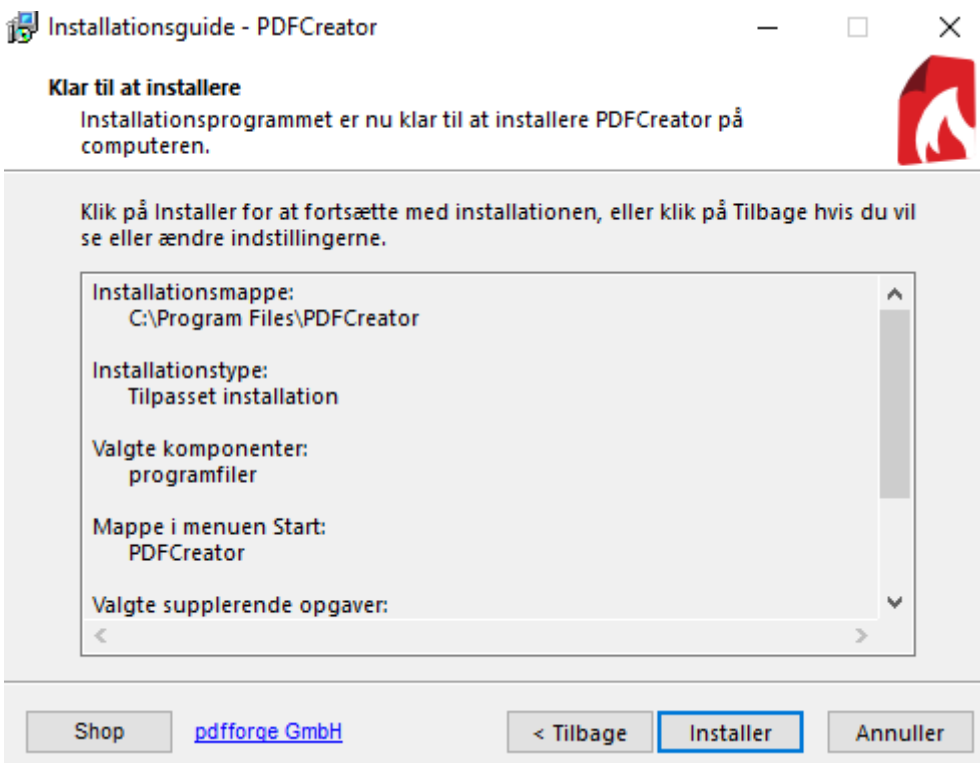 Installationsguide - PDFCreator
Klar til at installere
Installationsprogrammet er nu klar til at installere PDFCreator på
computeren.
Klik på Installer for at fortsætte med installationen, eller klik på Tilbage hvis du vil
se eller ændre indstillingerne.
Installationsmappe:
C:\Program Files\PDFCreator
Installationstype:
Tilpasset installation
Valgte komponenter:
programfiler
Mappe i menuen Start:
PDFCreator
Valgte supplerende opgaver:
Shop pdfforge GmbH < Tilbage Installer Annuller